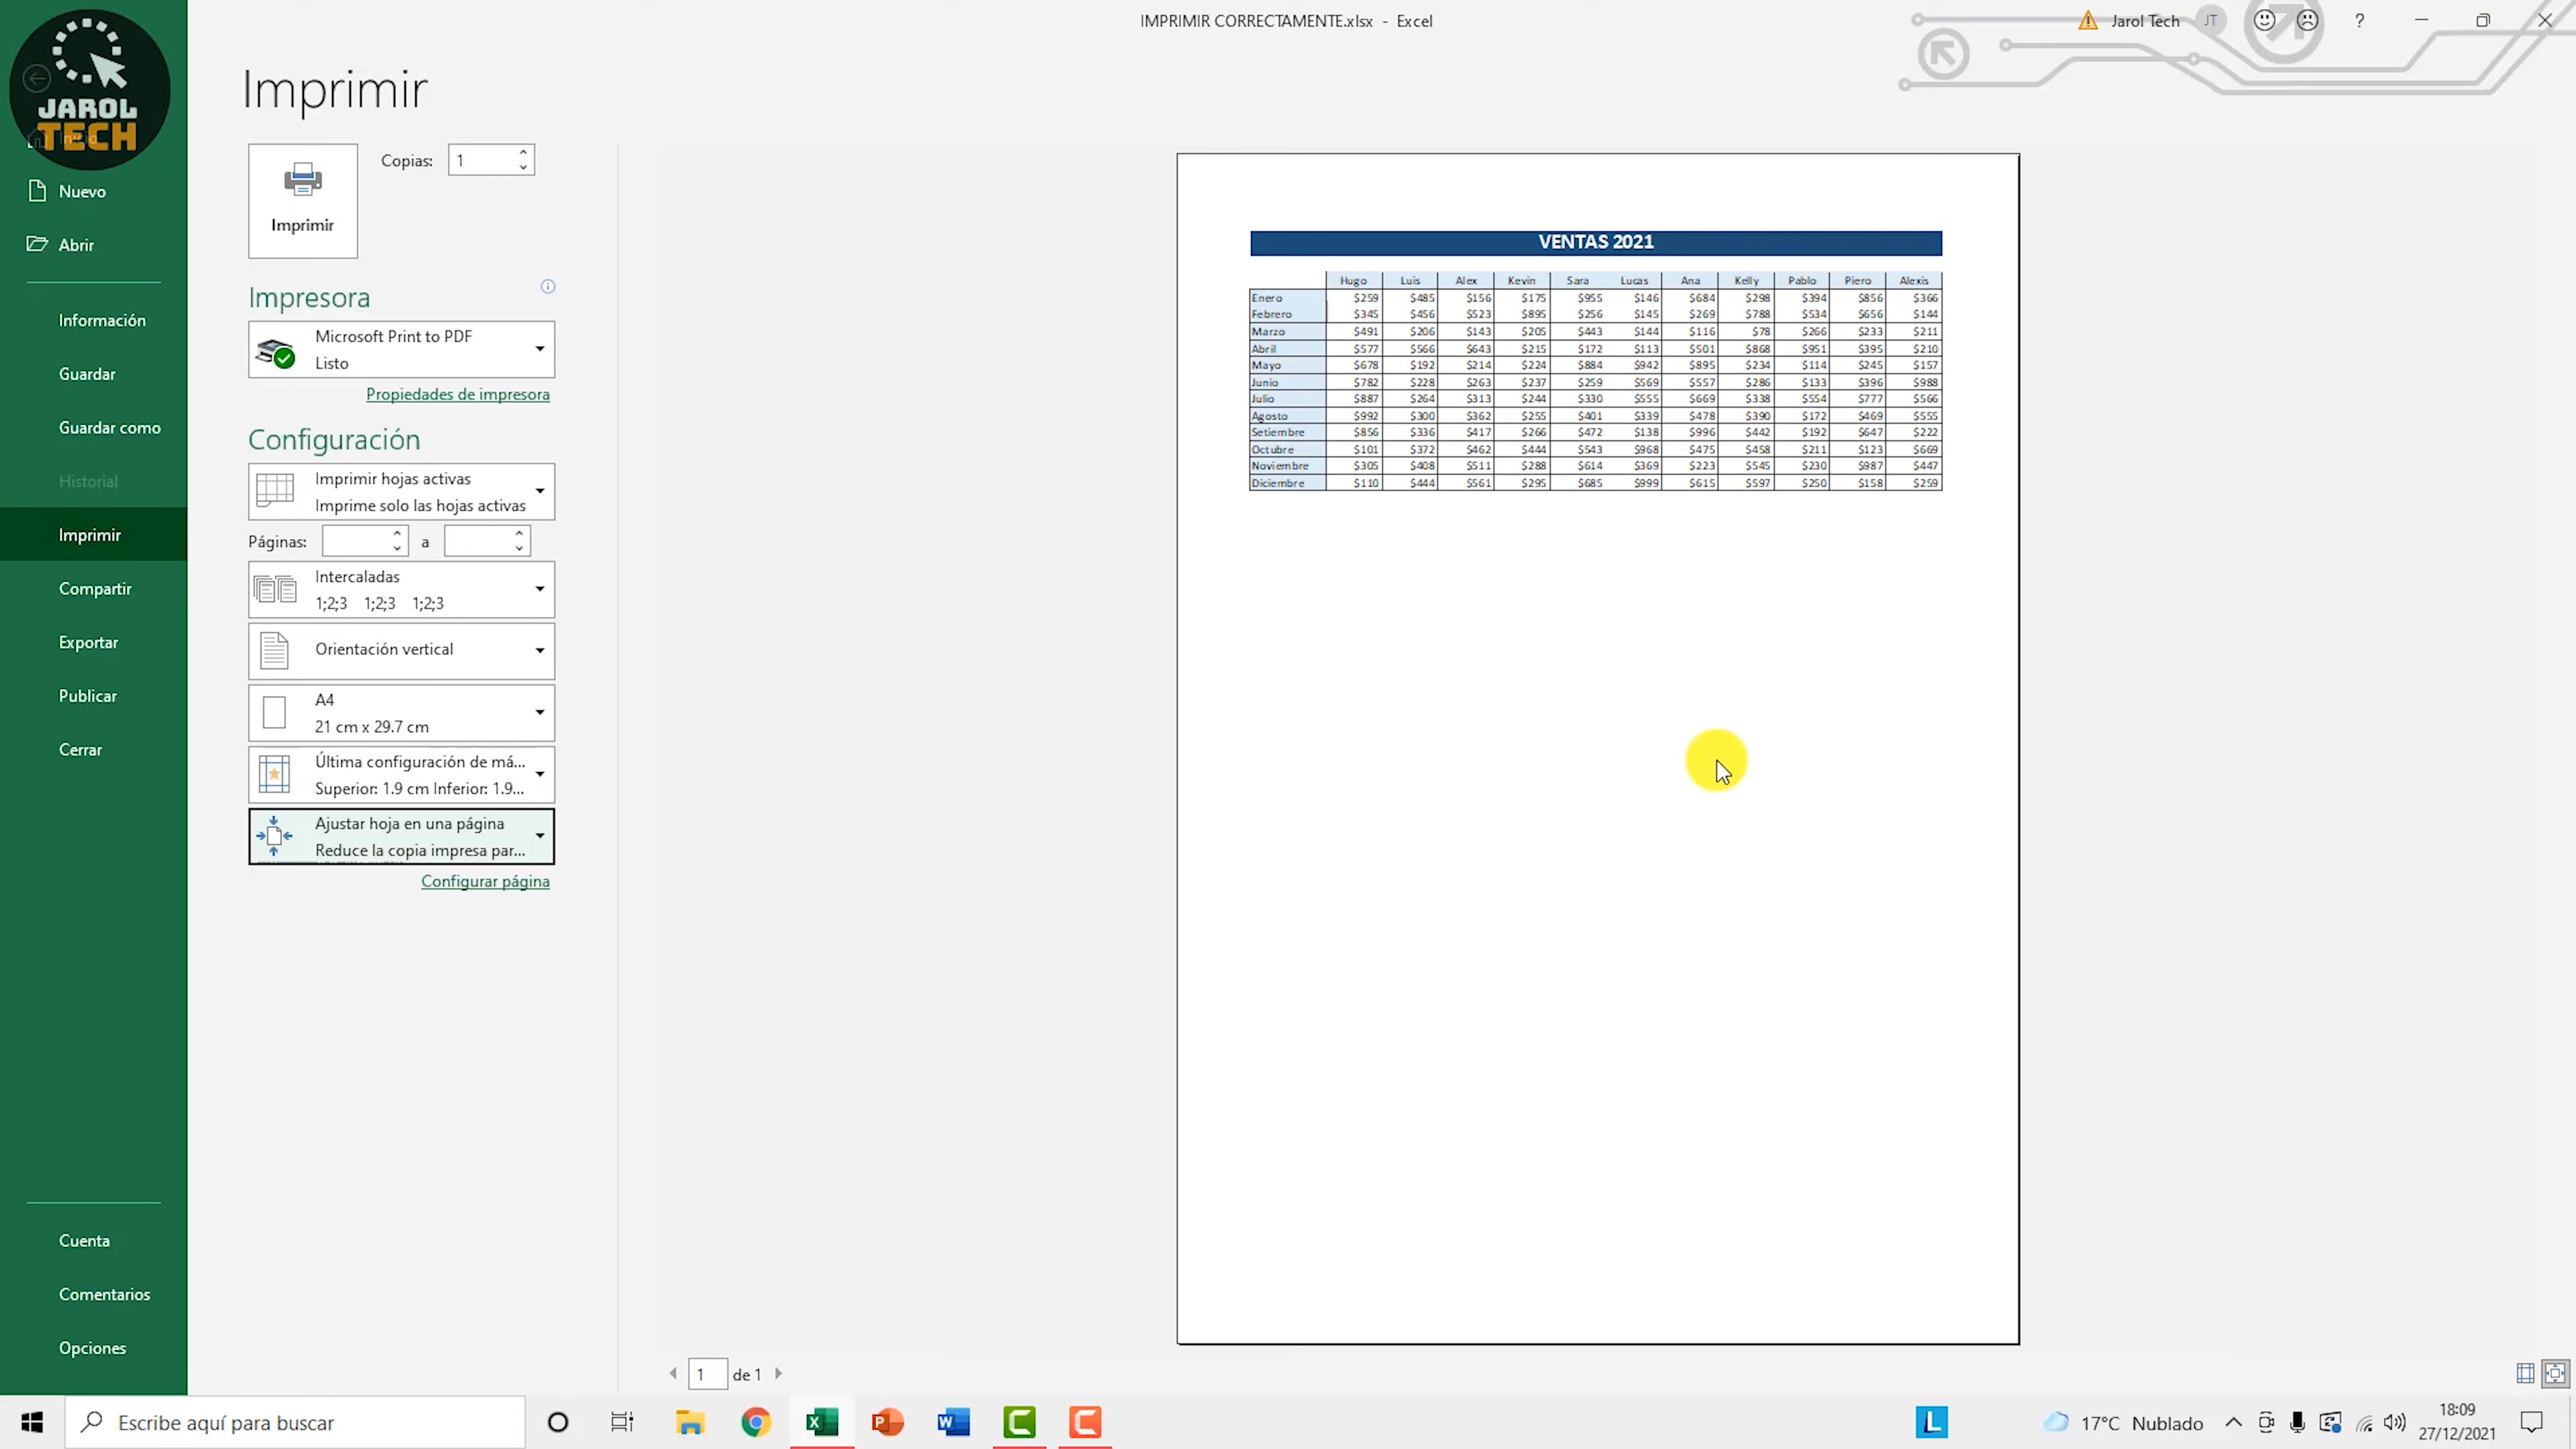 IMPRIMIR CORRECTAMENTE.xlsx - Excel
Jarol Tech
JT
?
JAROL
TECH
Nuevo
Abrir
Información
Guardar
Guardar como
Historial
Imprimir
Compartir
Exportar
Publicar
Cerrar
Cuenta
Comentarios
Opciones
Imprimir
Imprimir
Copias: 1
Impresora
Microsoft Print to PDF
Listo
Propiedades de impresora
Configuración
Imprimir hojas activas
Imprime solo las hojas activas
Páginas: a
Intercaladas
1;2;3 1;2;3 1;2;3
Orientación vertical
A4
21 cm x 29.7 cm
Última configuración de má...
Superior: 1.9 cm Inferior: 1.9...
Ajustar hoja en una página
Reduce la copia impresa par...
Configurar página
VENTAS 2021
Hugo Luis Alex Kevin Sara Lucas Ana Kelly Pablo Piero Alexis
Enero $259 $485 $156 $175 $955 $146 $684 $298 $394 $856 $366
Febrero $345 $456 $523 $895 $256 $145 $269 $788 $534 $656 $144
Marzo $491 $206 $143 $205 $443 $144 $116 $78 $266 $233 $211
Abril $577 $566 $643 $215 $172 $113 $501 $868 $951 $395 $210
Mayo $678 $192 $214 $224 $884 $942 $895 $234 $114 $245 $157
Junio $782 $228 $263 $237 $259 $569 $557 $286 $133 $396 $988
Julio $887 $264 $313 $244 $330 $555 $669 $338 $554 $777 $566
Agosto $992 $300 $362 $255 $401 $339 $478 $390 $172 $469 $555
Setiembre $856 $336 $417 $266 $472 $138 $996 $442 $192 $647 $222
Octubre $101 $372 $462 $444 $543 $968 $475 $458 $211 $123 $669
Noviembre $305 $408 $511 $288 $614 $369 $223 $545 $230 $987 $447
Diciembre $110 $444 $561 $295 $685 $999 $615 $597 $250 $158 $259
1 de 1
Escribe aquí para buscar
L
17°C Nublado
18:09
27/12/2021